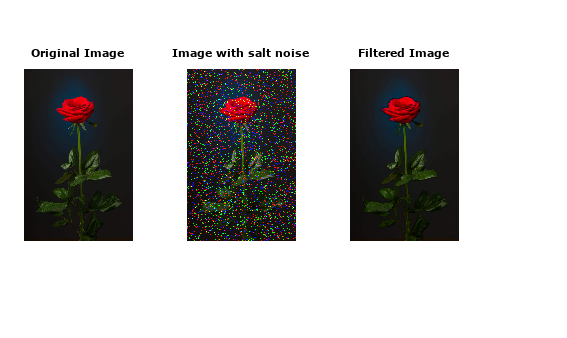 Original Image
Image with salt noise
Filtered Image